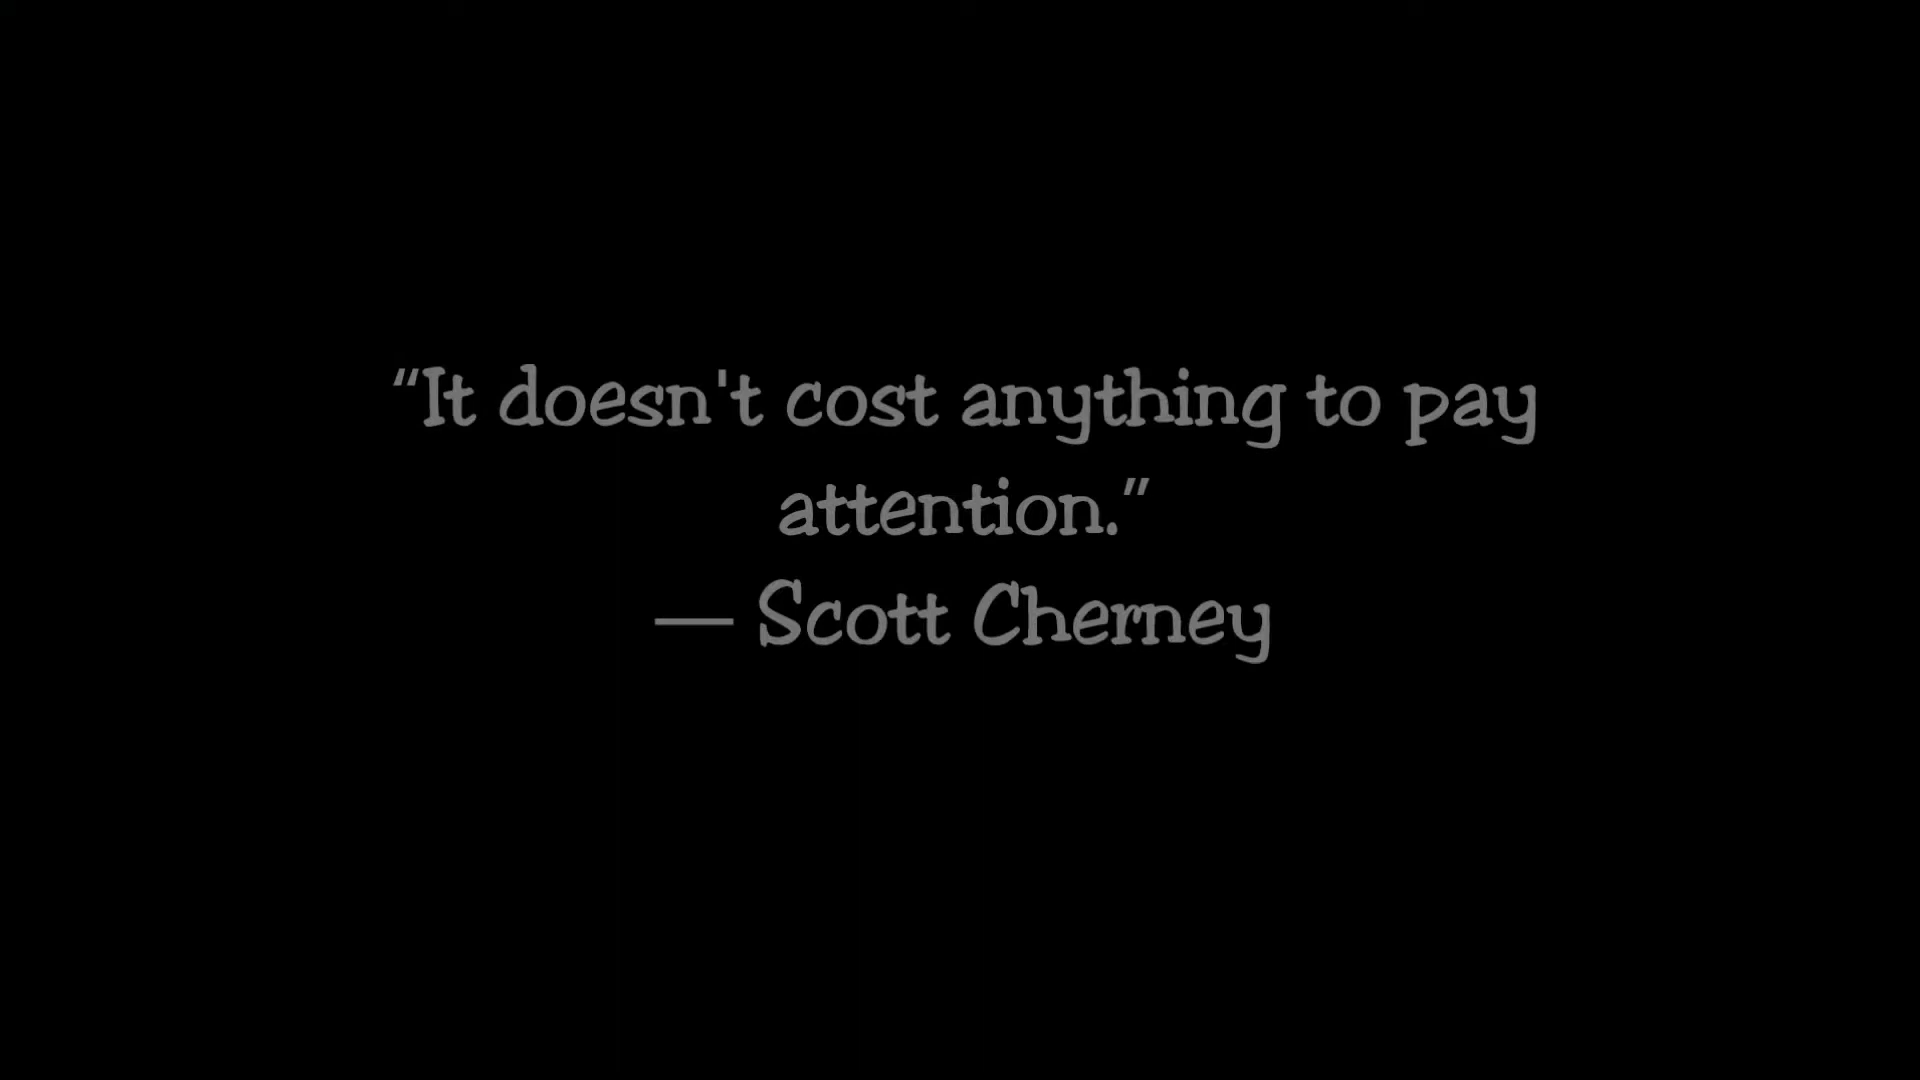 “It doesn't cost anything to pay
attention.”
— Scott Cherney